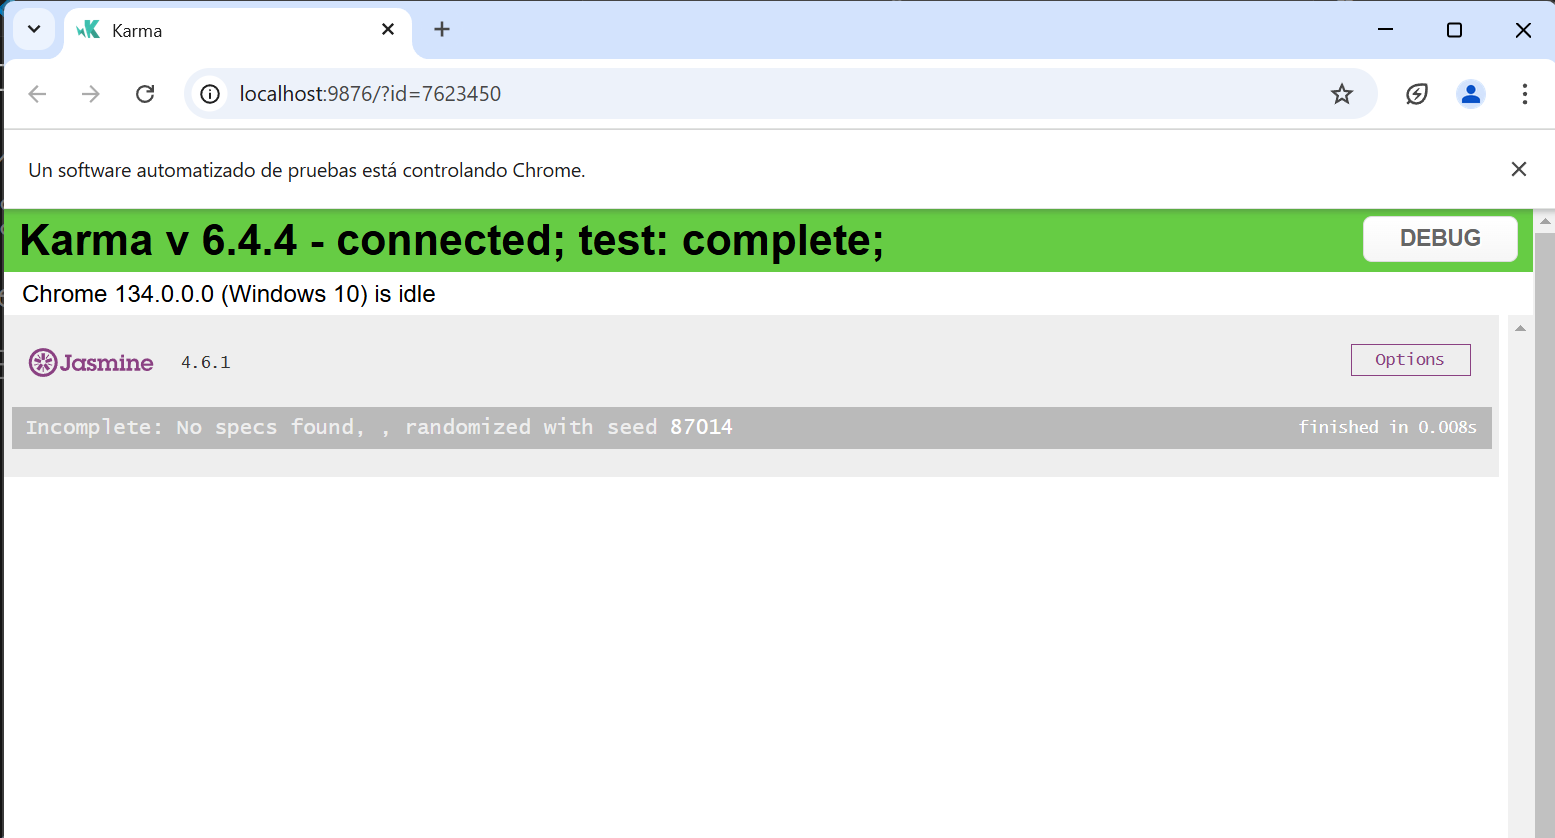 Karma
localhost:9876/?id=7623450
Un software automatizado de pruebas está controlando Chrome.
Karma v 6.4.4 - connected; test: complete;
DEBUG
Chrome 134.0.0.0 (Windows 10) is idle
Jasmine 4.6.1
Options
Incomplete: No specs found, , randomized with seed 87014
finished in 0.008s